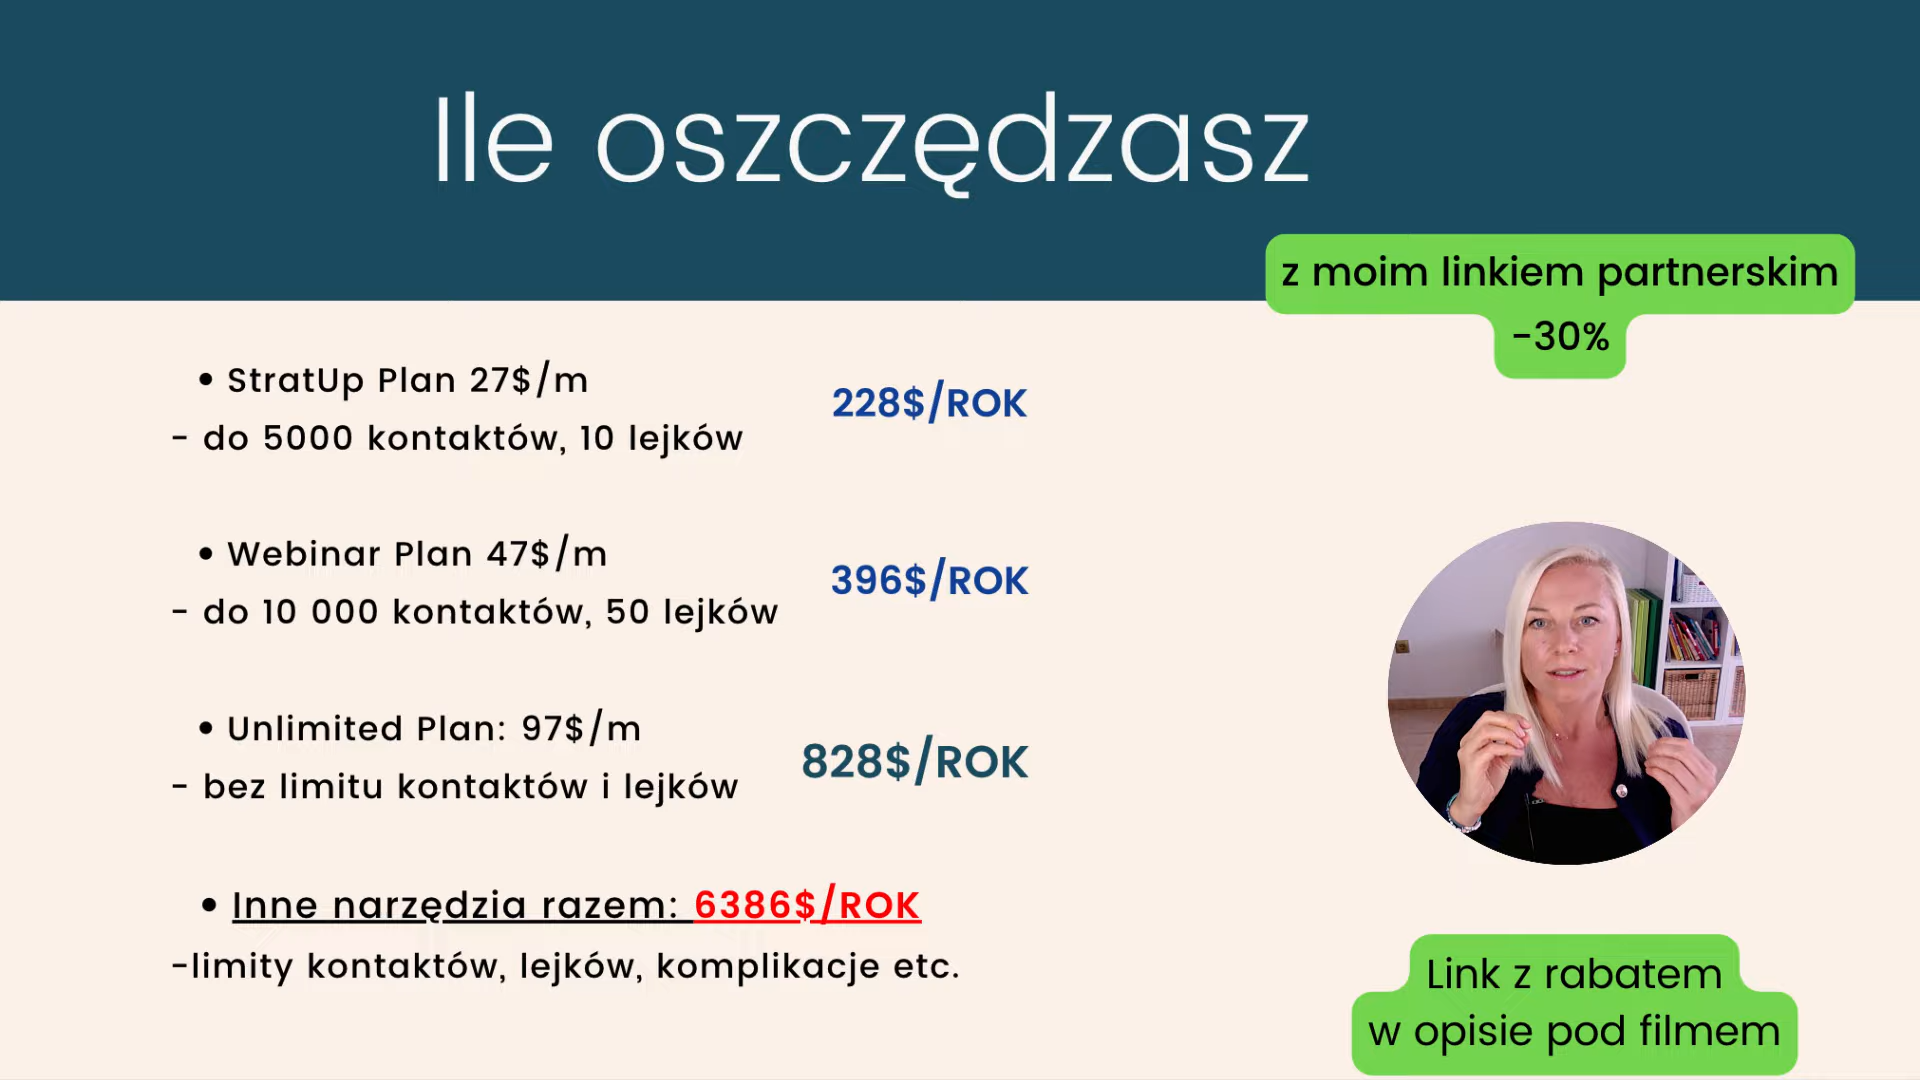 Ile oszczędzasz
z moim linkiem partnerskim
-30%
• StratUp Plan 27$/m
- do 5000 kontaktów, 10 lejków
228$/ROK
• Webinar Plan 47$/m
- do 10 000 kontaktów, 50 lejków
396$/ROK
• Unlimited Plan: 97$/m
- bez limitu kontaktów i lejków
828$/ROK
• Inne narzędzia razem: 6386$/ROK
-limity kontaktów, lejków, komplikacje etc.
Link z rabatem
w opisie pod filmem